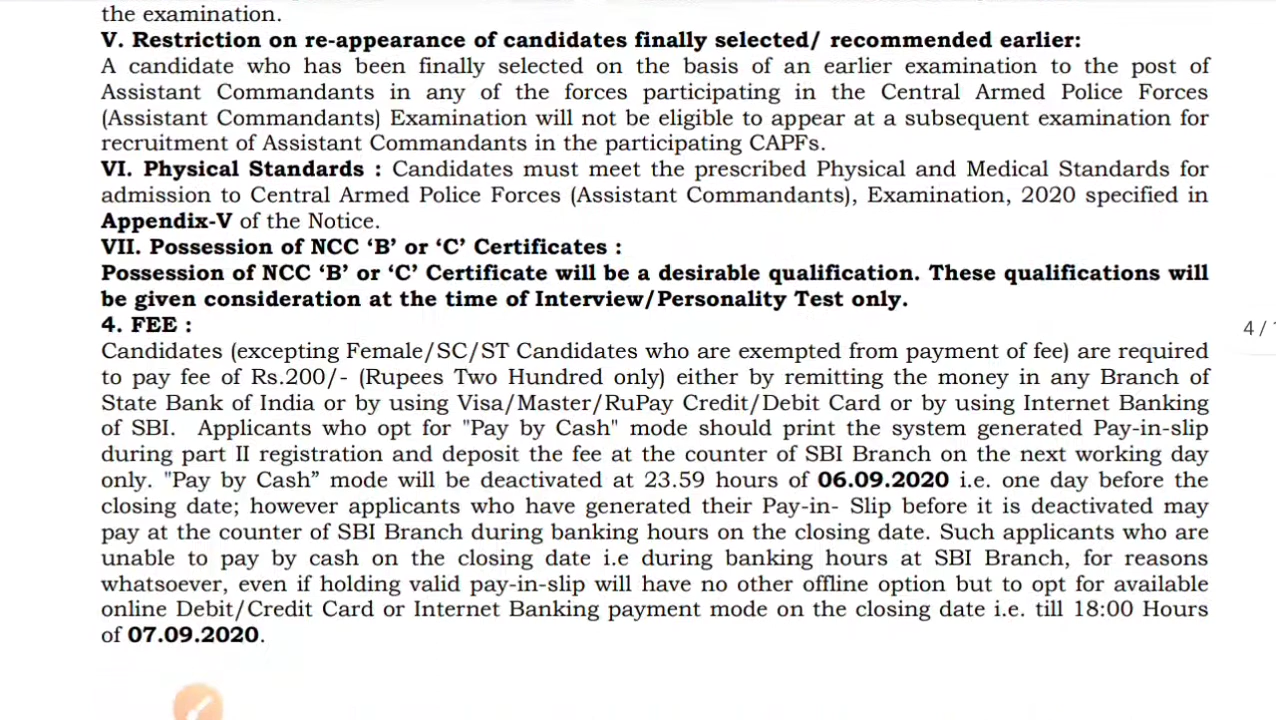 the examination.
V. Restriction on re-appearance of candidates finally selected/ recommended earlier:
A candidate who has been finally selected on the basis of an earlier examination to the post of
Assistant Commandants in any of the forces participating in the Central Armed Police Forces
(Assistant Commandants) Examination will not be eligible to appear at a subsequent examination for
recruitment of Assistant Commandants in the participating CAPFs.
VI. Physical Standards : Candidates must meet the prescribed Physical and Medical Standards for
admission to Central Armed Police Forces (Assistant Commandants), Examination, 2020 specified in
Appendix-V of the Notice.
VII. Possession of NCC ‘B’ or ‘C’ Certificates :
Possession of NCC ‘B’ or ‘C’ Certificate will be a desirable qualification. These qualifications will
be given consideration at the time of Interview/Personality Test only.
4. FEE :
Candidates (excepting Female/SC/ST Candidates who are exempted from payment of fee) are required
to pay fee of Rs.200/- (Rupees Two Hundred only) either by remitting the money in any Branch of
State Bank of India or by using Visa/Master/RuPay Credit/Debit Card or by using Internet Banking
of SBI. Applicants who opt for "Pay by Cash" mode should print the system generated Pay-in-slip
during part II registration and deposit the fee at the counter of SBI Branch on the next working day
only. "Pay by Cash” mode will be deactivated at 23.59 hours of 06.09.2020 i.e. one day before the
closing date; however applicants who have generated their Pay-in- Slip before it is deactivated may
pay at the counter of SBI Branch during banking hours on the closing date. Such applicants who are
unable to pay by cash on the closing date i.e during banking hours at SBI Branch, for reasons
whatsoever, even if holding valid pay-in-slip will have no other offline option but to opt for available
online Debit/Credit Card or Internet Banking payment mode on the closing date i.e. till 18:00 Hours
of 07.09.2020.
4 /